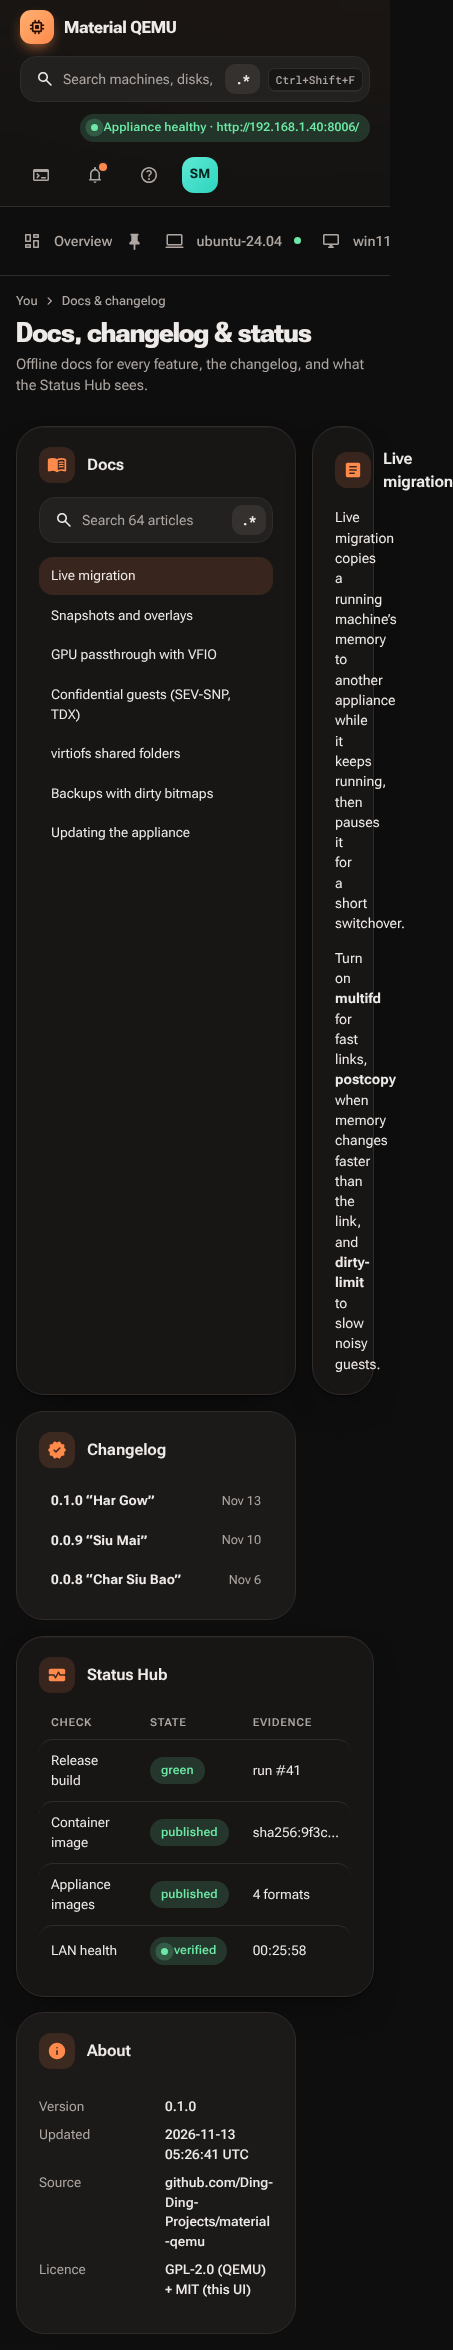 Material QEMU
Search machines, disks,
.*
Ctrl+Shift+F
Appliance healthy · http://192.168.1.40:8006/
SM
Overview
ubuntu-24.04
win11
You > Docs & changelog
Docs, changelog & status
Offline docs for every feature, the changelog, and what
the Status Hub sees.
Docs
Search 64 articles
.*
Live migration
Snapshots and overlays
GPU passthrough with VFIO
Confidential guests (SEV-SNP,
TDX)
virtiofs shared folders
Backups with dirty bitmaps
Updating the appliance
Live
migration
Live
migration
copies
a
running
machine's
memory
to
another
appliance
while
it
keeps
running,
then
pauses
it
for
a
short
switchover.
Turn
on
multifd
for
fast
links,
postcopy
when
memory
changes
faster
than
the
link,
and
dirty-
limit
to
slow
noisy
guests.
Changelog
0.1.0 “Har Gow” Nov 13
0.0.9 “Siu Mai” Nov 10
0.0.8 “Char Siu Bao” Nov 6
Status Hub
CHECK STATE EVIDENCE
Release
build
green
run #41
Container
image
published
sha256:9f3c…
Appliance
images
published
4 formats
LAN health
verified
00:25:58
About
Version 0.1.0
Updated 2026-11-13
05:26:41 UTC
Source github.com/Ding-
Ding-
Projects/material
-qemu
Licence GPL-2.0 (QEMU)
+ MIT (this UI)